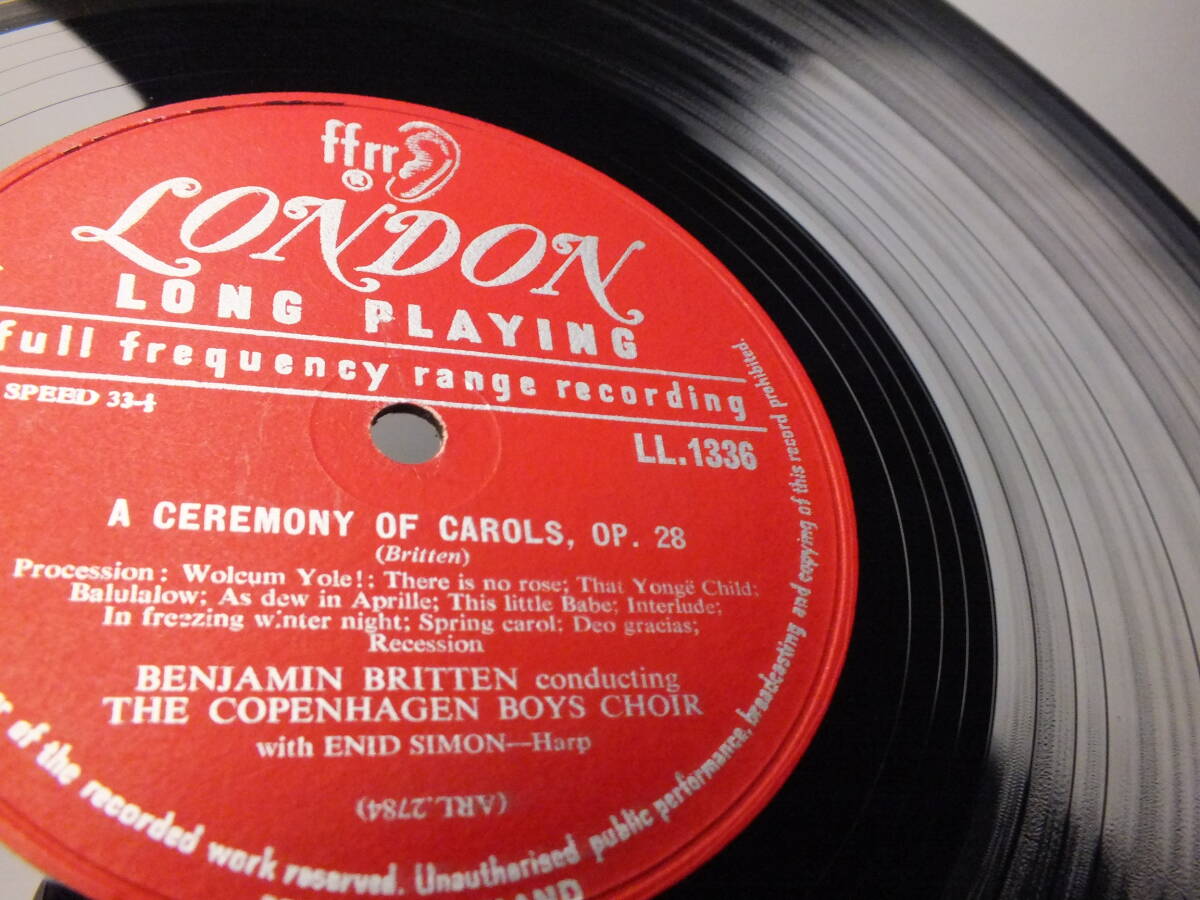 ffrr
®
LONDON
LONG PLAYING
full frequency range recording
SPEED 33⅓
LL.1336
A CEREMONY OF CAROLS, OP. 28
(Britten)
Procession: Wolcum Yole!; There is no rose; That Yongë Child;
Balulalow; As dew in Aprille; This little Babe; Interlude;
In freezing winter night; Spring carol; Deo gracias;
Recession
BENJAMIN BRITTEN conducting
THE COPENHAGEN BOYS CHOIR
with ENID SIMON—Harp
(ARL.2784)
of the recorded work reserved. Unauthorised public performance, broadcasting and copying of this record prohibited.